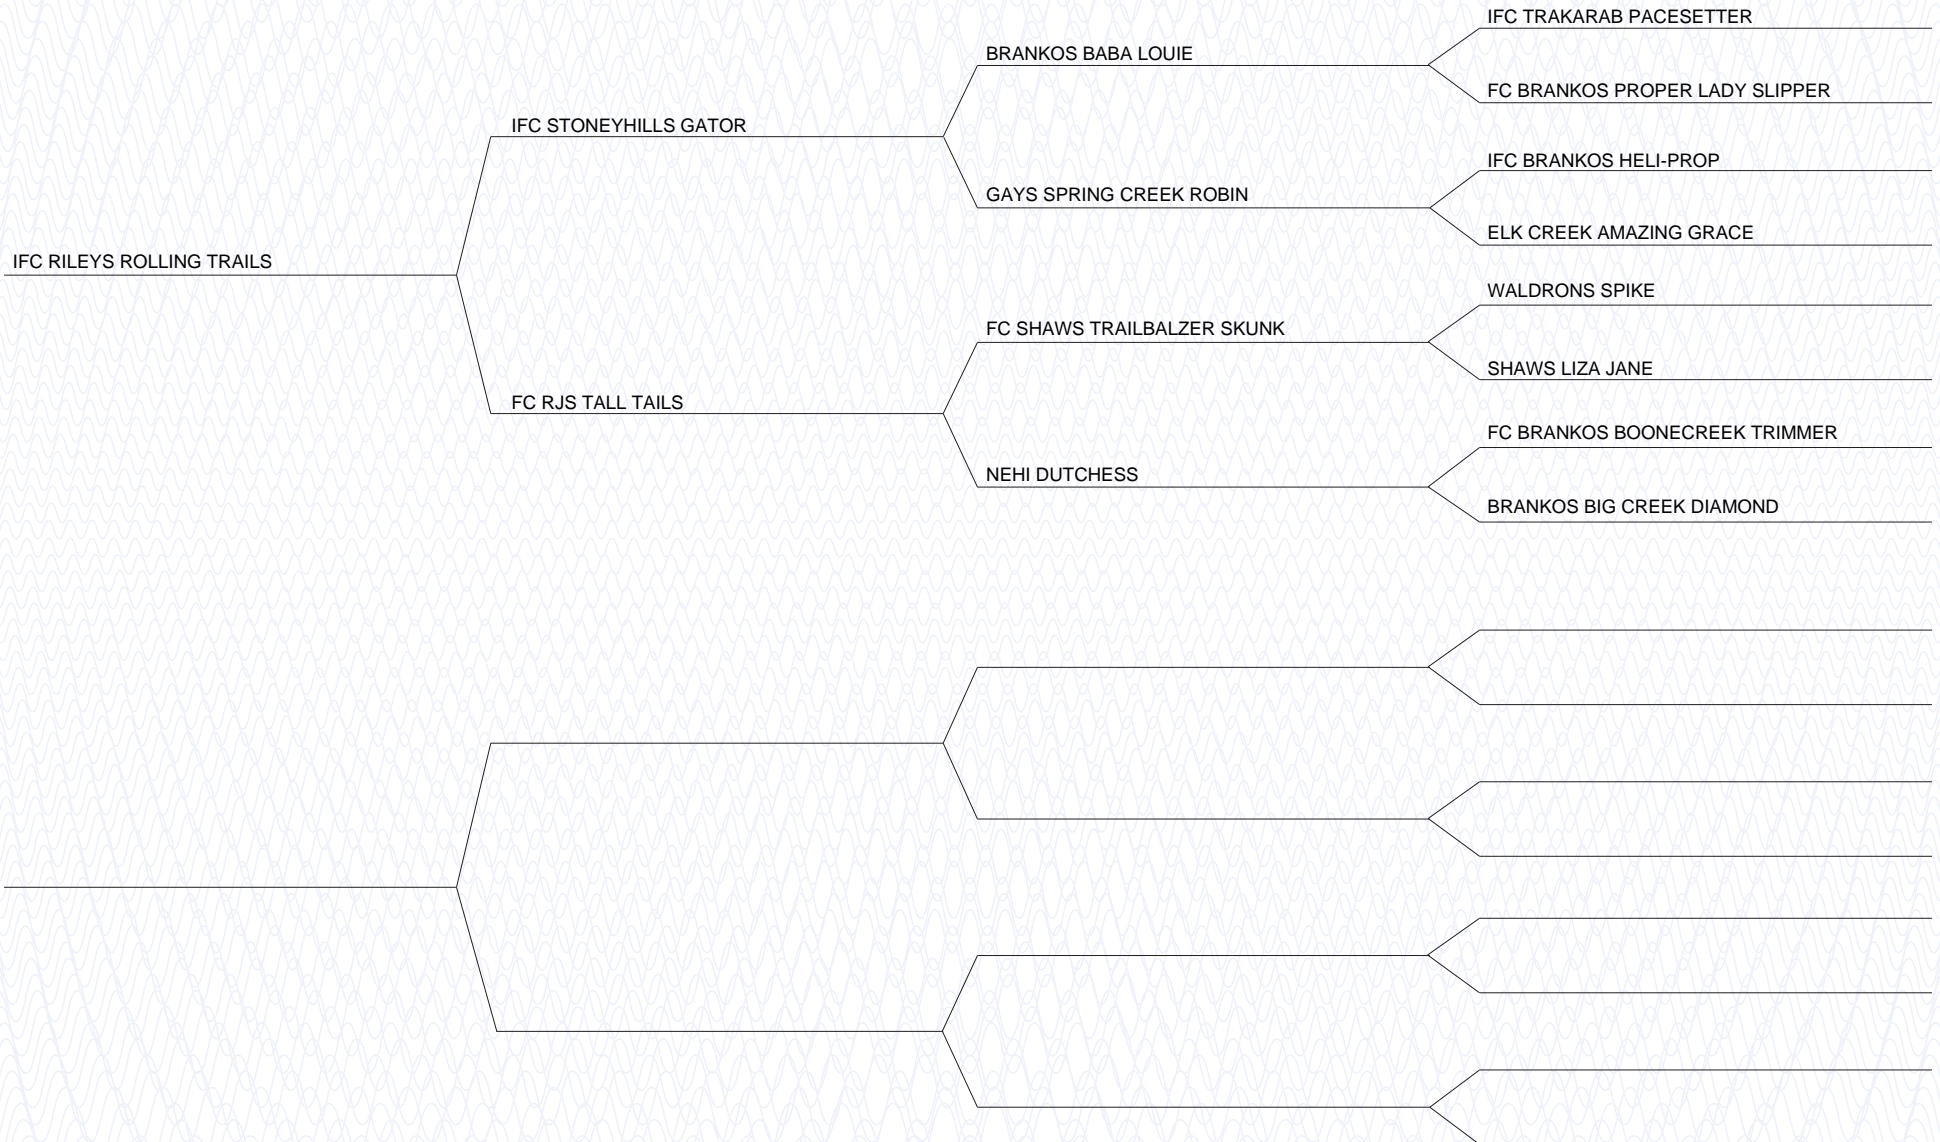 IFC TRAKARAB PACESETTER
BRANKOS BABA LOUIE
FC BRANKOS PROPER LADY SLIPPER
IFC STONEYHILLS GATOR
IFC BRANKOS HELI-PROP
GAYS SPRING CREEK ROBIN
ELK CREEK AMAZING GRACE
IFC RILEYS ROLLING TRAILS
WALDRONS SPIKE
FC SHAWS TRAILBALZER SKUNK
SHAWS LIZA JANE
FC RJS TALL TAILS
FC BRANKOS BOONECREEK TRIMMER
NEHI DUTCHESS
BRANKOS BIG CREEK DIAMOND